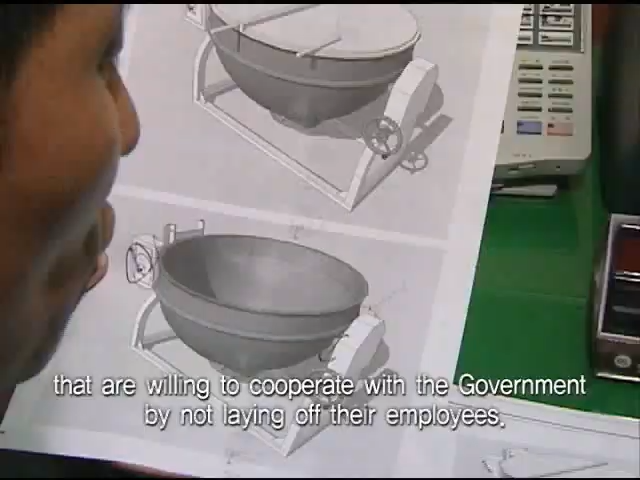 that are willing to cooperate with the Government
by not laying off their employees.